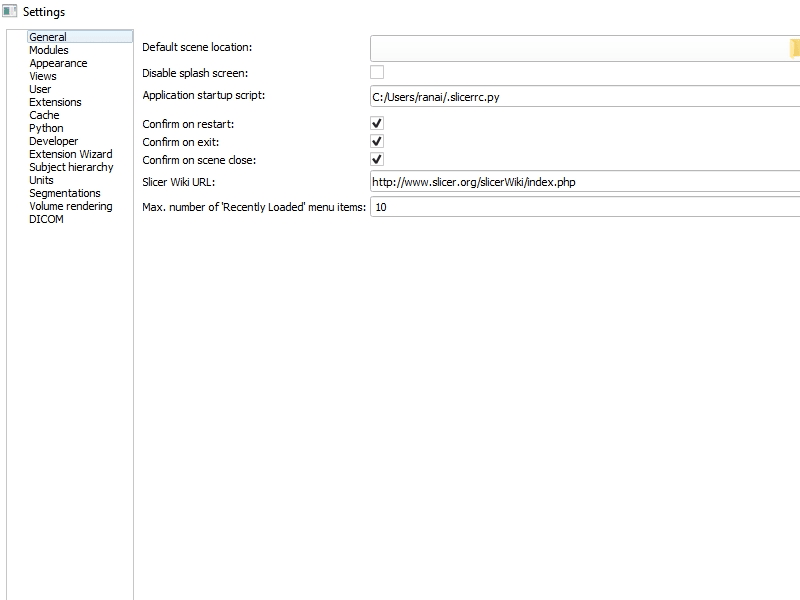 Settings
General
Modules
Appearance
Views
User
Extensions
Cache
Python
Developer
Extension Wizard
Subject hierarchy
Units
Segmentations
Volume rendering
DICOM
Default scene location:
Disable splash screen:
Application startup script: C:/Users/ranai/.slicerrc.py
Confirm on restart:
Confirm on exit:
Confirm on scene close:
Slicer Wiki URL: http://www.slicer.org/slicerWiki/index.php
Max. number of 'Recently Loaded' menu items: 10